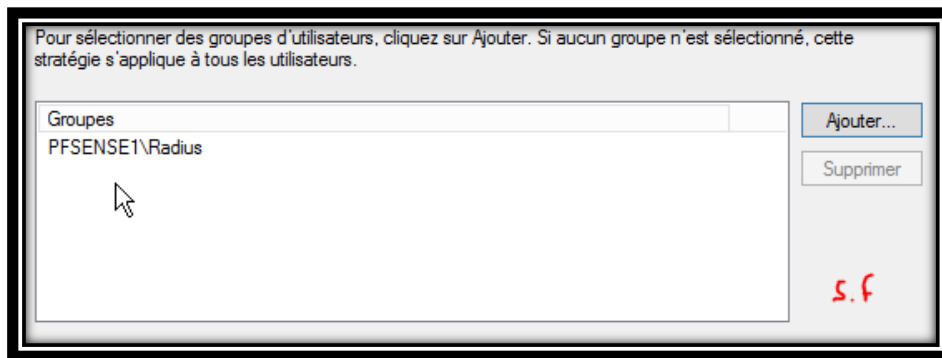 Pour sélectionner des groupes d'utilisateurs, cliquez sur Ajouter. Si aucun groupe n'est sélectionné, cette
stratégie s'applique à tous les utilisateurs.
Groupes
Ajouter...
PFSENSE1\Radius
Supprimer
s.f